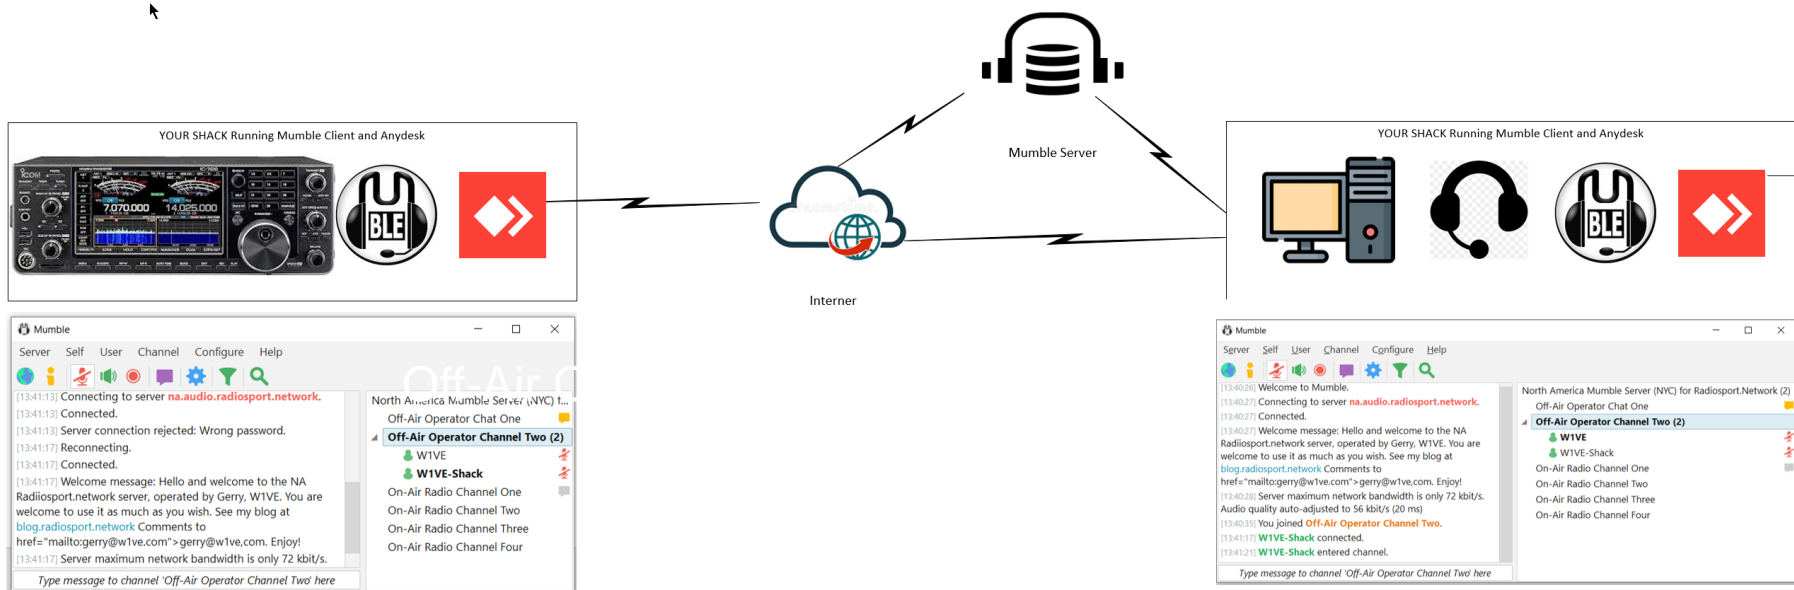 Mumble Server
YOUR SHACK Running Mumble Client and Anydesk
ICOM
7.070.000
14.025.000
BLE
Interner
YOUR SHACK Running Mumble Client and Anydesk
BLE
Mumble
Server Self User Channel Configure Help
[13:41:13] Connecting to server na.audio.radiosport.network.
[13:41:13] Connected.
[13:41:13] Server connection rejected: Wrong password.
[13:41:17] Reconnecting.
[13:41:17] Connected.
[13:41:17] Welcome message: Hello and welcome to the NA
Radiiosport.network server, operated by Gerry, W1VE. You are
welcome to use it as much as you wish. See my blog at
blog.radiosport.network Comments to
href="mailto:gerry@w1ve.com">gerry@w1ve,com. Enjoy!
[13:41:17] Server maximum network bandwidth is only 72 kbit/s.
Type message to channel 'Off-Air Operator Channel Two' here
Off-Air C
North America Mumble Server (NYC) f...
Off-Air Operator Chat One
Off-Air Operator Channel Two (2)
W1VE
W1VE-Shack
On-Air Radio Channel One
On-Air Radio Channel Two
On-Air Radio Channel Three
On-Air Radio Channel Four
Mumble
Server Self User Channel Configure Help
[13:40:26] Welcome to Mumble.
[13:40:27] Connecting to server na.audio.radiosport.network.
[13:40:27] Connected.
[13:40:27] Welcome message: Hello and welcome to the NA
Radiiosport.network server, operated by Gerry, W1VE. You are
welcome to use it as much as you wish. See my blog at
blog.radiosport.network Comments to
href="mailto:gerry@w1ve.com">gerry@w1ve,com. Enjoy!
[13:40:28] Server maximum network bandwidth is only 72 kbit/s.
Audio quality auto-adjusted to 56 kbit/s (20 ms)
[13:40:35] You joined Off-Air Operator Channel Two.
[13:41:17] W1VE-Shack connected.
[13:41:21] W1VE-Shack entered channel.
Type message to channel 'Off-Air Operator Channel Two' here
North America Mumble Server (NYC) for Radiosport.Network (2)
Off-Air Operator Chat One
Off-Air Operator Channel Two (2)
W1VE
W1VE-Shack
On-Air Radio Channel One
On-Air Radio Channel Two
On-Air Radio Channel Three
On-Air Radio Channel Four